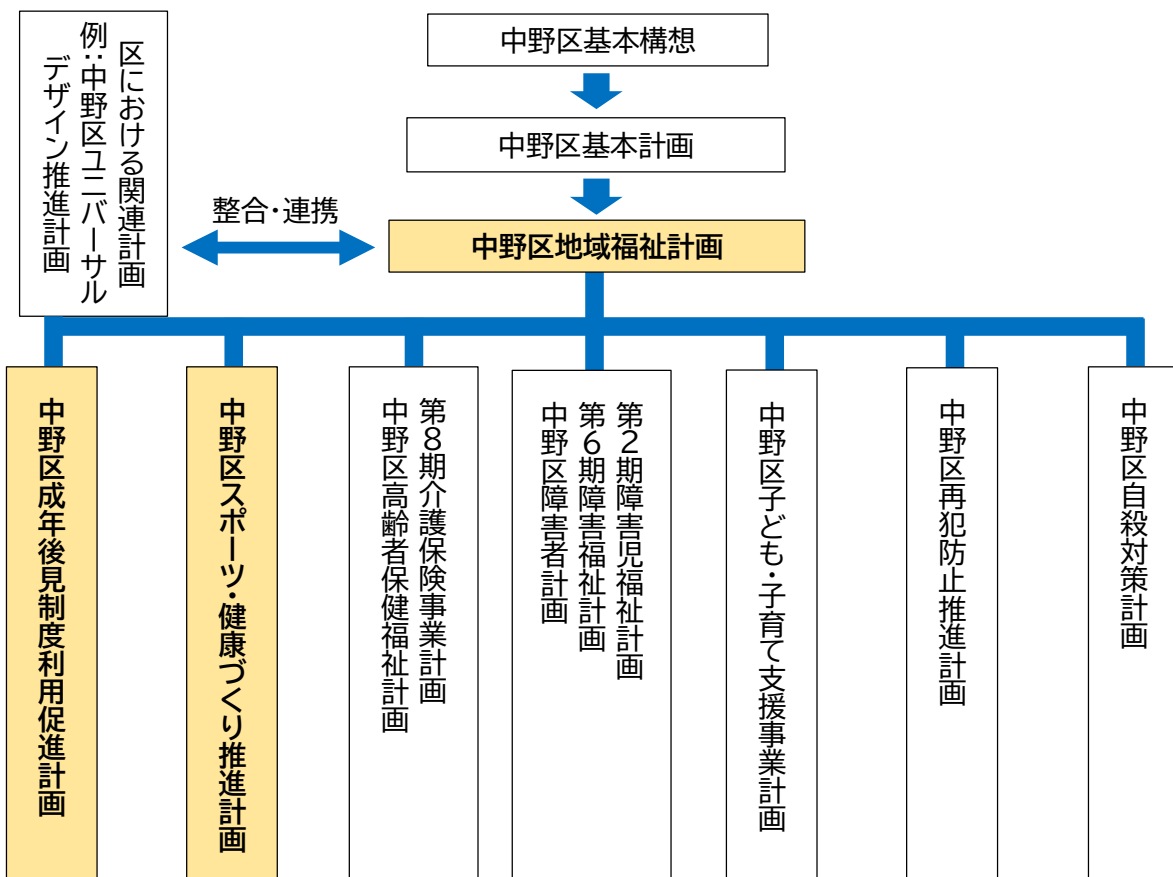 中野区基本構想
中野区基本計画
区における関連計画
例：中野区ユニバーサル
デザイン推進計画
整合・連携
中野区地域福祉計画
中野区成年後見制度利用促進計画
中野区スポーツ・健康づくり推進計画
第８期介護保険事業計画
中野区高齢者保健福祉計画
第２期障害児福祉計画
第６期障害福祉計画
中野区障害者計画
中野区子ども・子育て支援事業計画
中野区再犯防止推進計画
中野区自殺対策計画